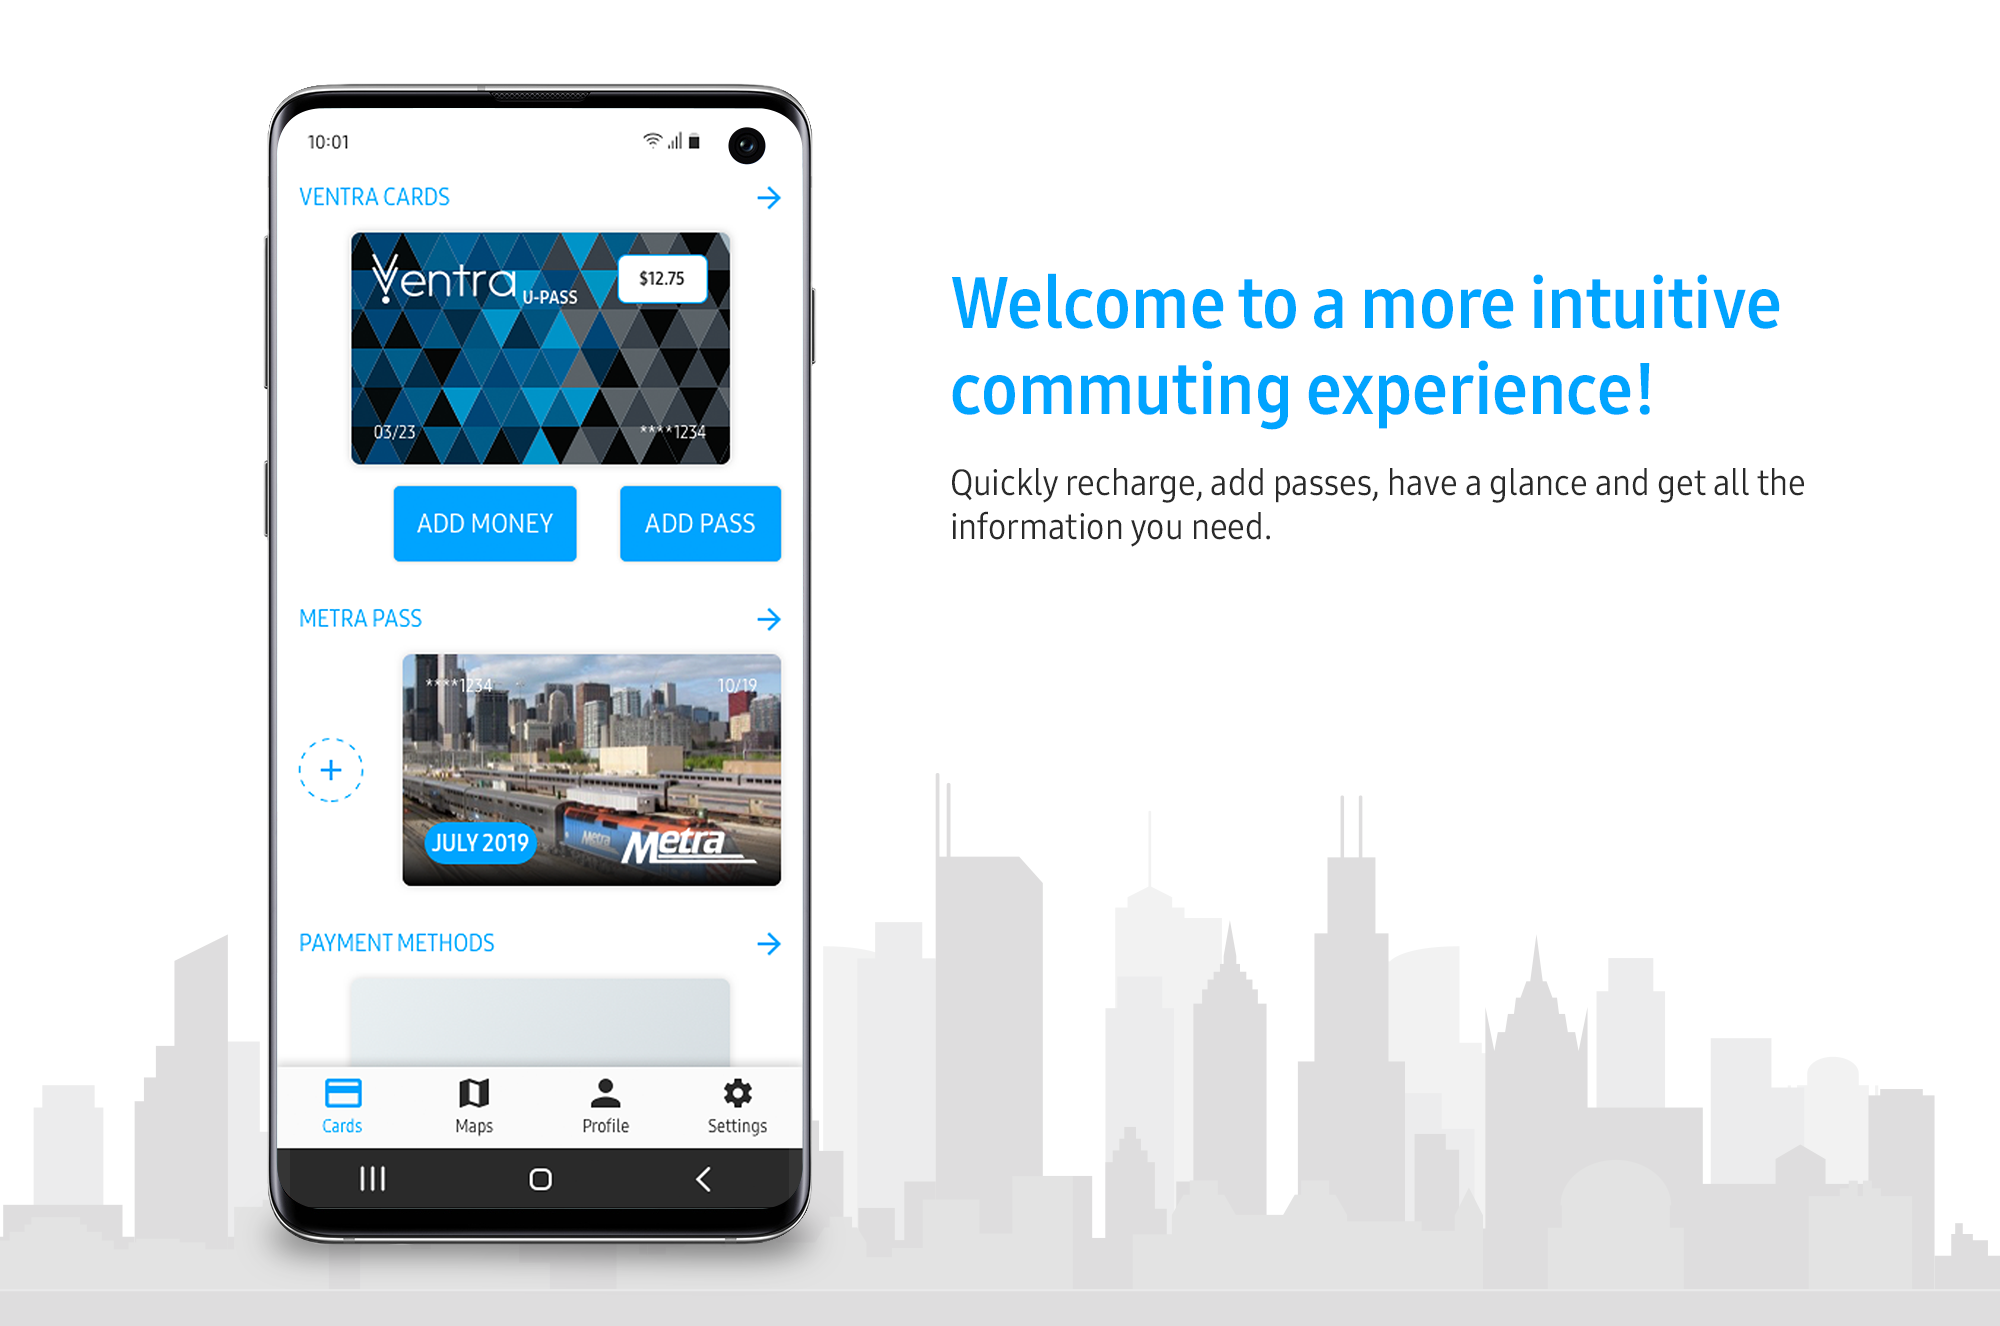 10:01
VENTRA CARDS
Ventra U-PASS
$12.75
03/23
****1234
ADD MONEY
ADD PASS
METRA PASS
****1234
10/19
JULY 2019
Metra
Metra
PAYMENT METHODS
Cards
Maps
Profile
Settings
Welcome to a more intuitive
commuting experience!
Quickly recharge, add passes, have a glance and get all the
information you need.